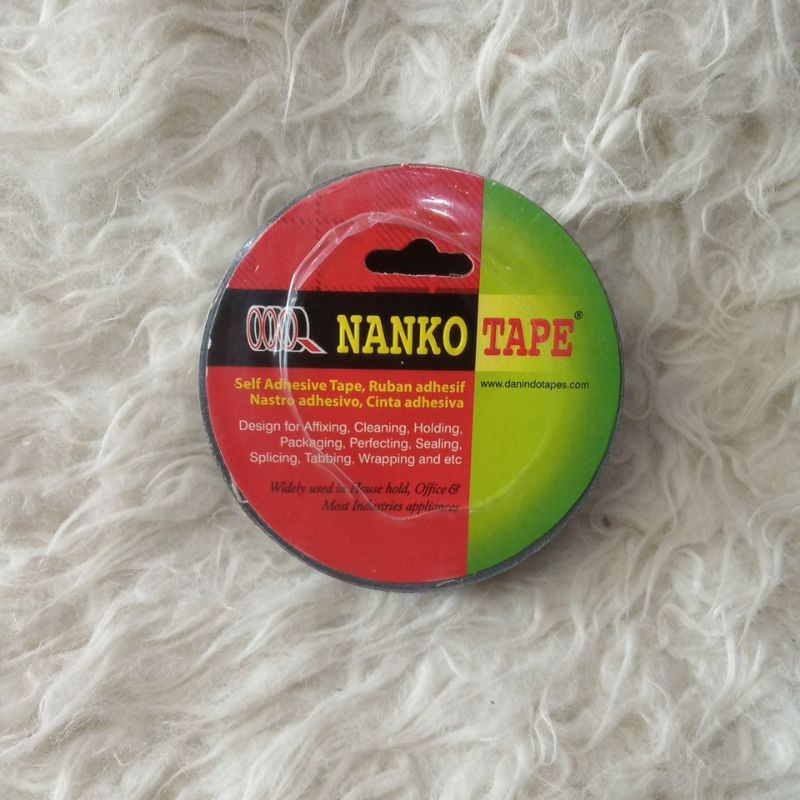 NANKO TAPE®
www.danindotapes.com
Self Adhesive Tape, Ruban adhesif
Nastro adhesivo, Cinta adhesiva
Design for Affixing, Cleaning, Holding,
Packaging, Perfecting, Sealing,
Splicing, Tabbing, Wrapping and etc
Widely used in House hold, Office &
Most Industries appliances